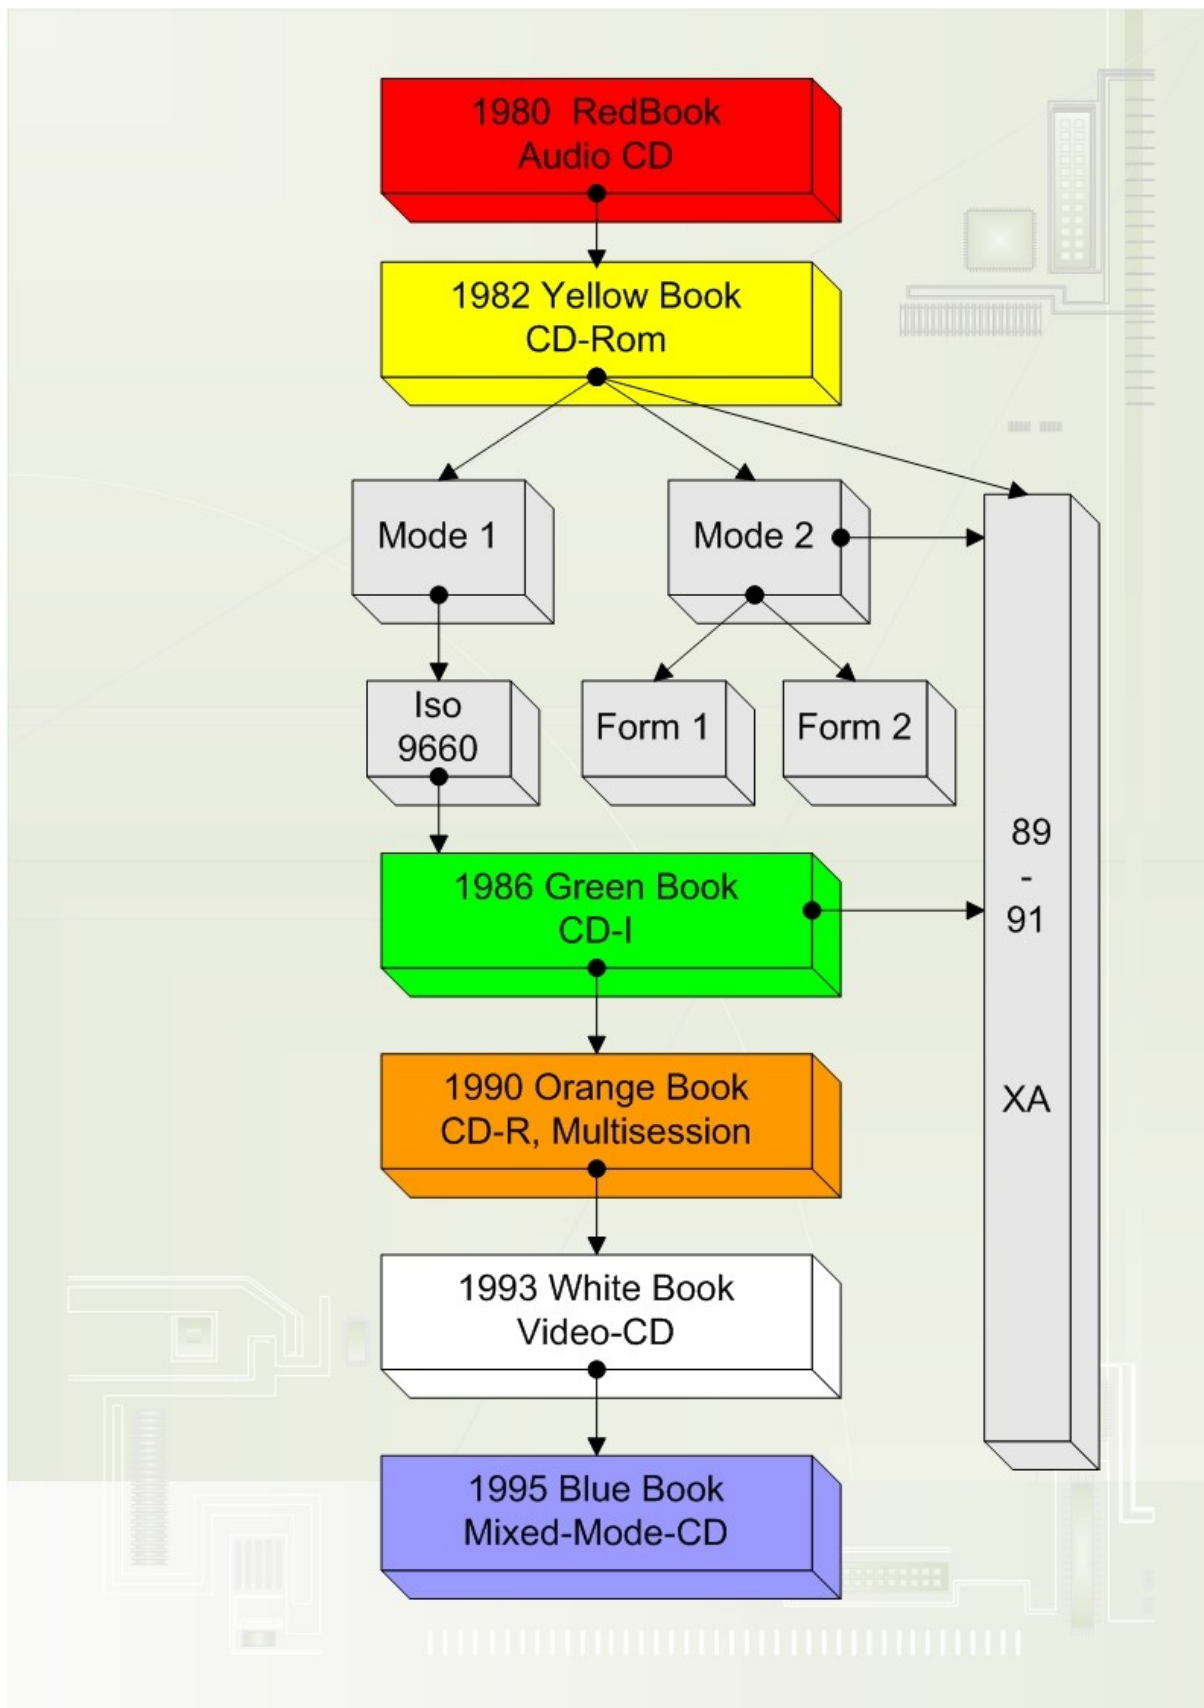 1980  RedBook
Audio CD
1982 Yellow Book
CD-Rom
Mode 1
Mode 2
Iso
9660
Form 1
Form 2
89
-
91
XA
1986 Green Book
CD-I
1990 Orange Book
CD-R, Multisession
1993 White Book
Video-CD
1995 Blue Book
Mixed-Mode-CD